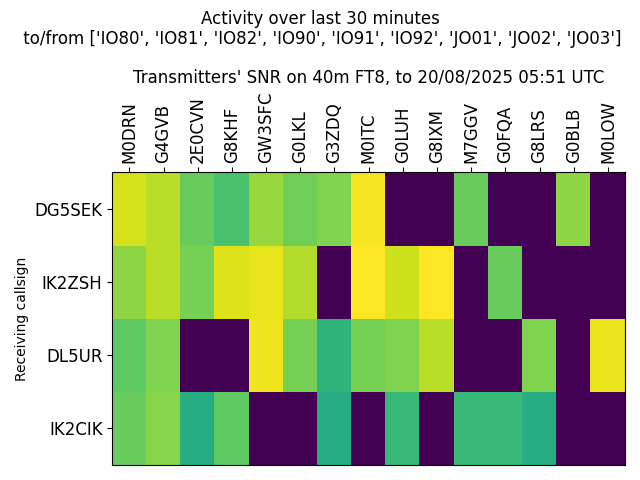 Activity over last 30 minutes
to/from ['IO80', 'IO81', 'IO82', 'IO90', 'IO91', 'IO92', 'JO01', 'JO02', 'JO03']
Transmitters' SNR on 40m FT8, to 20/08/2025 05:51 UTC
M0DRN
G4GVB
2E0CVN
G8KHF
GW3SFC
G0LKL
G3ZDQ
M0ITC
G0LUH
G8IXM
M7GGV
G0FQA
G8LRS
G0BLB
M0LOW
Receiving callsign
DG5SEK
IK2ZSH
DL5UR
IK2CIK